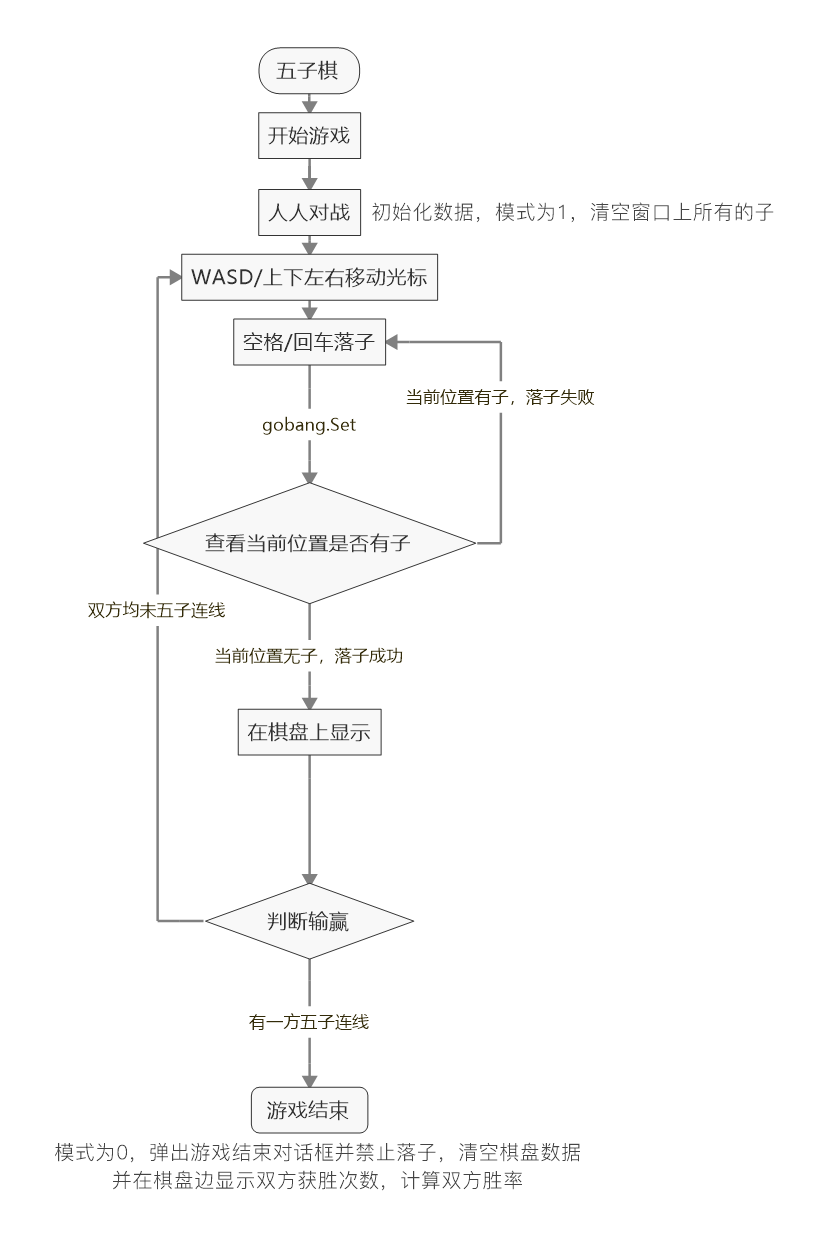 五子棋
开始游戏
人人对战
初始化数据，模式为1，清空窗口上所有的子
WASD/上下左右移动光标
空格/回车落子
当前位置有子，落子失败
gobang.Set
查看当前位置是否有子
双方均未五子连线
当前位置无子，落子成功
在棋盘上显示
判断输赢
有一方五子连线
游戏结束
模式为0，弹出游戏结束对话框并禁止落子，清空棋盘数据
并在棋盘边显示双方获胜次数，计算双方胜率